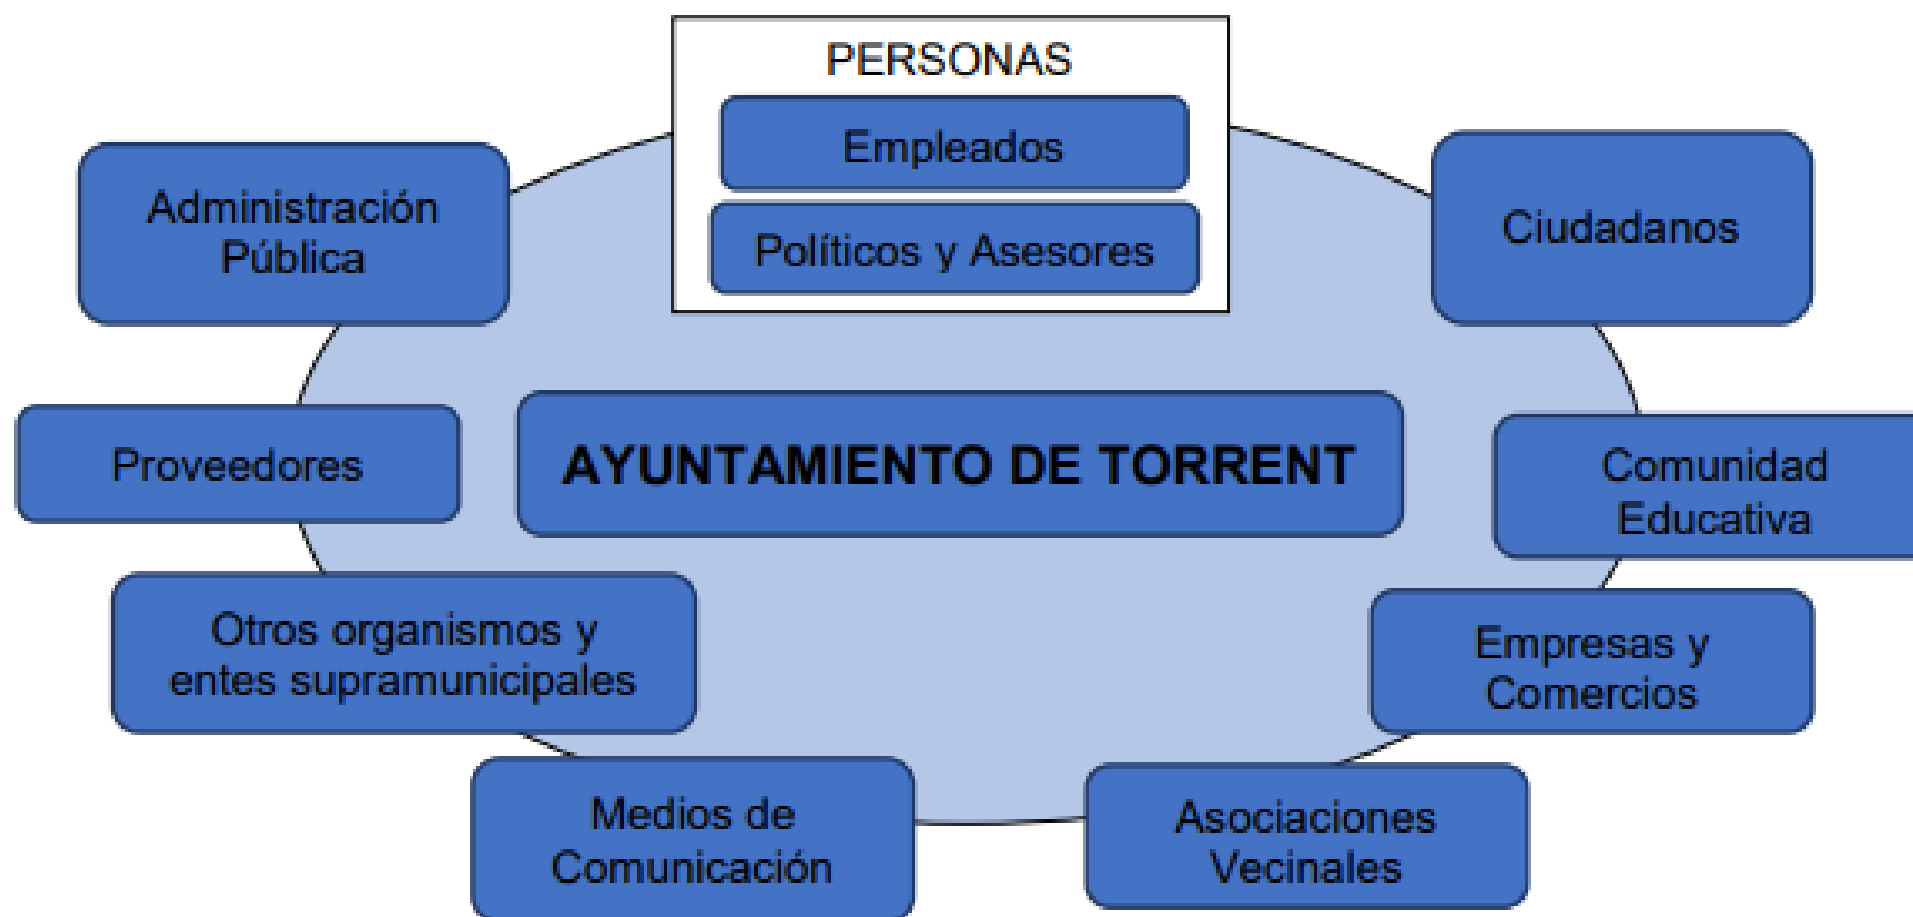 PERSONAS
Empleados
Políticos y Asesores
Administración
Pública
Ciudadanos
Proveedores
AYUNTAMIENTO DE TORRENT
Comunidad
Educativa
Otros organismos y
entes supramunicipales
Empresas y
Comercios
Medios de
Comunicación
Asociaciones
Vecinales